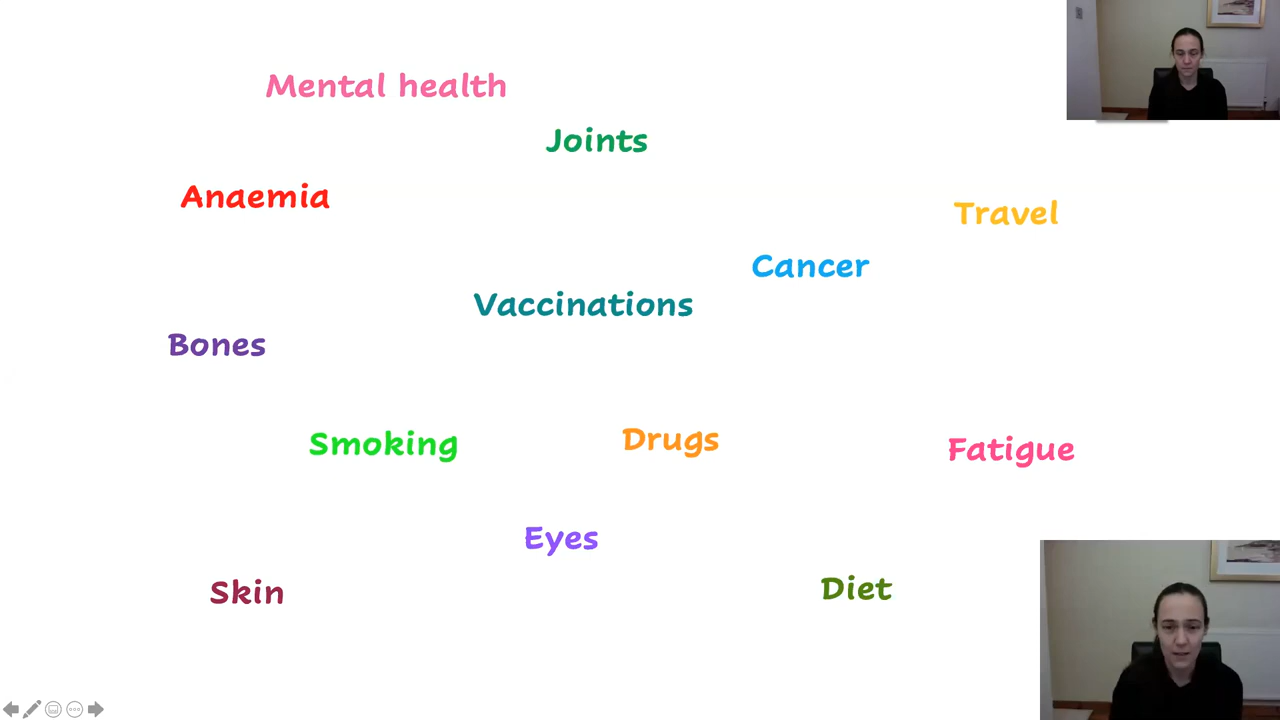 Mental health
Joints
Anaemia
Travel
Cancer
Vaccinations
Bones
Smoking
Drugs
Fatigue
Eyes
Skin
Diet